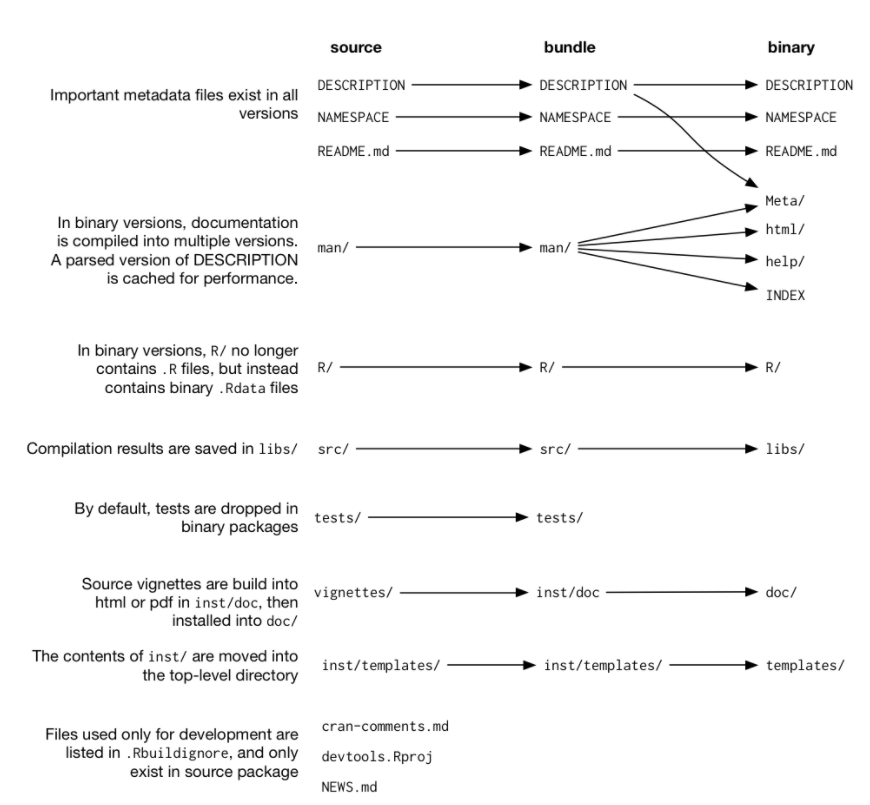 source bundle binary
Important metadata files exist in all
versions
DESCRIPTION DESCRIPTION DESCRIPTION
NAMESPACE NAMESPACE NAMESPACE
README.md README.md README.md
In binary versions, documentation
is compiled into multiple versions.
A parsed version of DESCRIPTION
is cached for performance.
man/ man/
Meta/
html/
help/
INDEX
In binary versions, R/ no longer
contains .R files, but instead
contains binary .Rdata files
R/ R/ R/
Compilation results are saved in libs/
src/ src/ libs/
By default, tests are dropped in
binary packages
tests/ tests/
Source vignettes are build into
html or pdf in inst/doc, then
installed into doc/
vignettes/ inst/doc doc/
The contents of inst/ are moved into
the top-level directory
inst/templates/ inst/templates/ templates/
Files used only for development are
listed in .Rbuildignore, and only
exist in source package
cran-comments.md
devtools.Rproj
NEWS.md